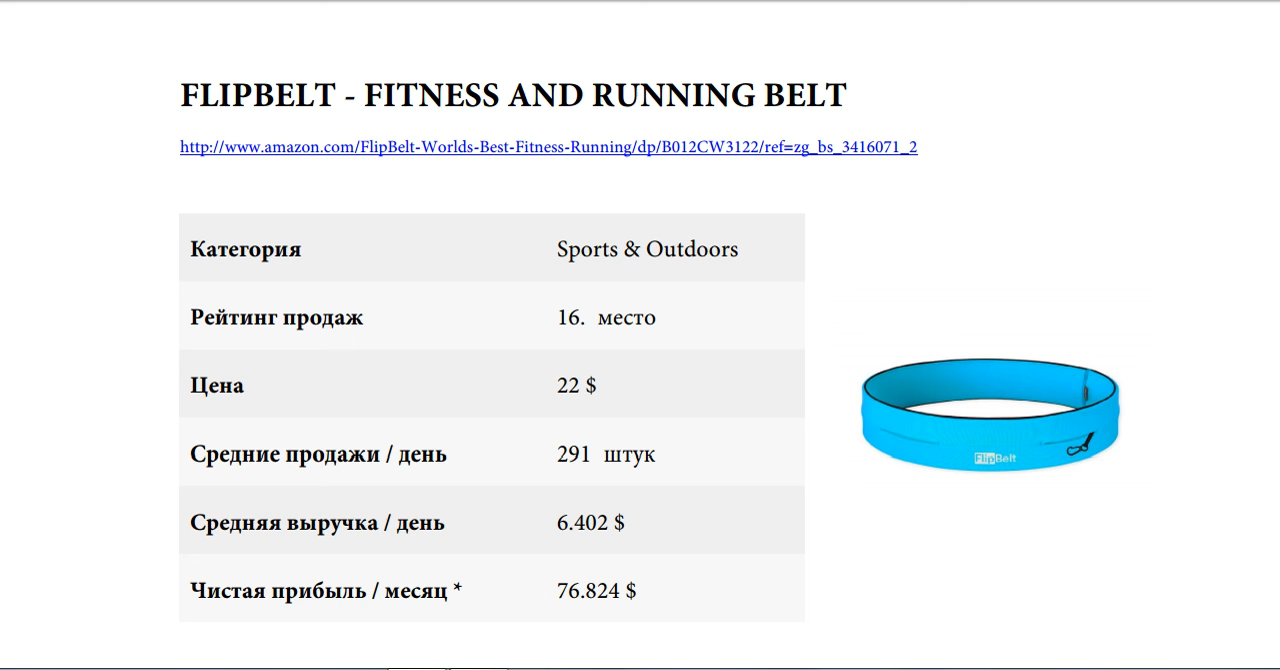 FLIPBELT - FITNESS AND RUNNING BELT
http://www.amazon.com/FlipBelt-Worlds-Best-Fitness-Running/dp/B012CW3122/ref=zg_bs_3416071_2
Категория Sports & Outdoors
Рейтинг продаж 16. место
Цена 22 $
Средние продажи / день 291 штук
Средняя выручка / день 6.402 $
Чистая прибыль / месяц * 76.824 $
FlipBelt